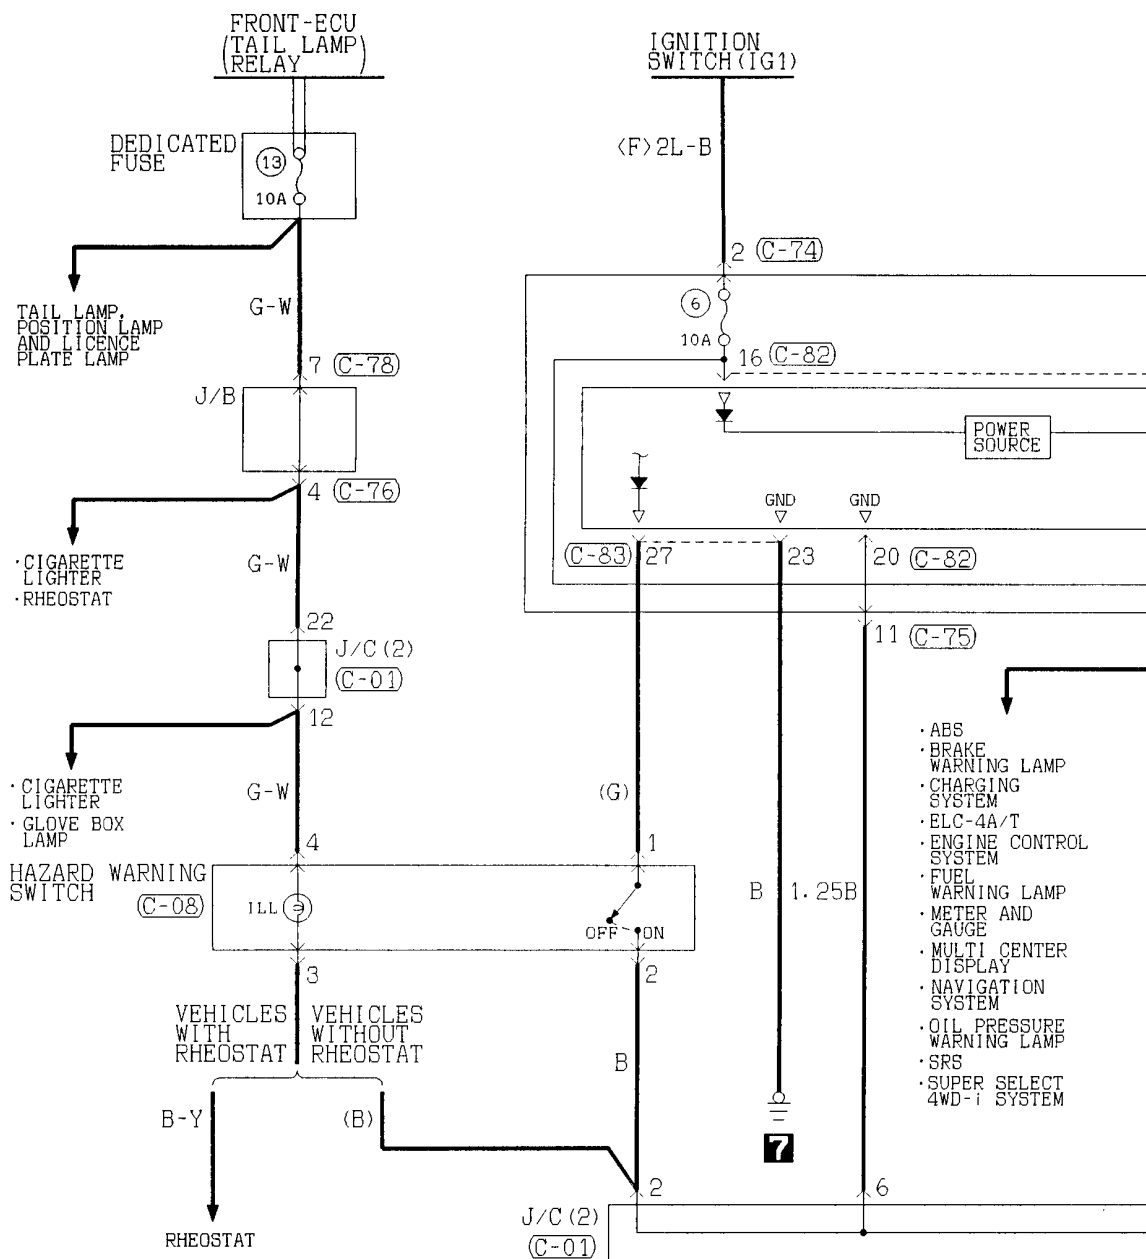 FRONT-ECU
(TAIL LAMP)
RELAY
IGNITION
SWITCH(IG1)
DEDICATED
FUSE
13
10A
<F>2L-B
2 C-74
TAIL LAMP,
POSITION LAMP
AND LICENCE
PLATE LAMP
G-W
6
10A
7 C-78
16 C-82
J/B
POWER
SOURCE
4 C-76
GND
GND
C-83 27
23
20 C-82
·CIGARETTE
LIGHTER
·RHEOSTAT
G-W
22
J/C(2)
C-01
11 C-75
12
·CIGARETTE
LIGHTER
·GLOVE BOX
LAMP
G-W
(G)
·ABS
·BRAKE
WARNING LAMP
·CHARGING
SYSTEM
·ELC-4A/T
·ENGINE CONTROL
SYSTEM
·FUEL
WARNING LAMP
·METER AND
GAUGE
·MULTI CENTER
DISPLAY
·NAVIGATION
SYSTEM
·OIL PRESSURE
WARNING LAMP
·SRS
·SUPER SELECT
4WD-i SYSTEM
4
1
HAZARD WARNING
SWITCH
C-08
ILL
OFF
ON
B
1.25B
3
2
VEHICLES
WITH
RHEOSTAT
VEHICLES
WITHOUT
RHEOSTAT
B
B-Y
(B)
7
2
6
J/C(2)
C-01
RHEOSTAT